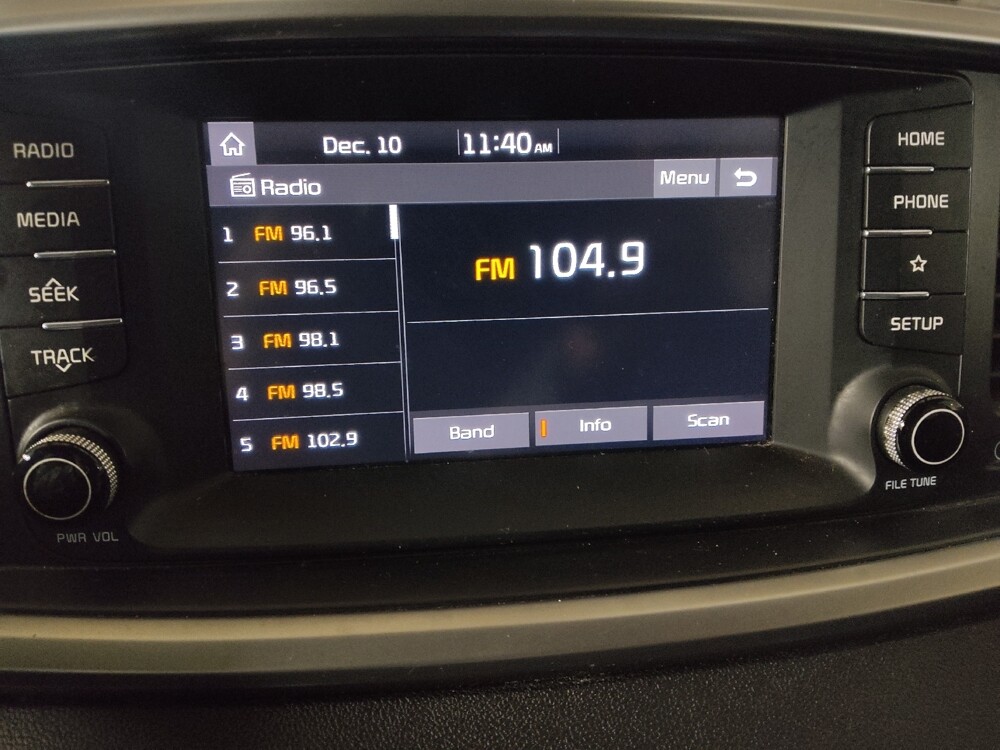 RADIO
MEDIA
SEEK
TRACK
PWR VOL
Dec. 10 11:40 AM
Radio
Menu
1 FM 96.1
2 FM 96.5
3 FM 98.1
4 FM 98.5
5 FM 102.9
FM 104.9
Band
Info
Scan
HOME
PHONE
SETUP
FILE TUNE